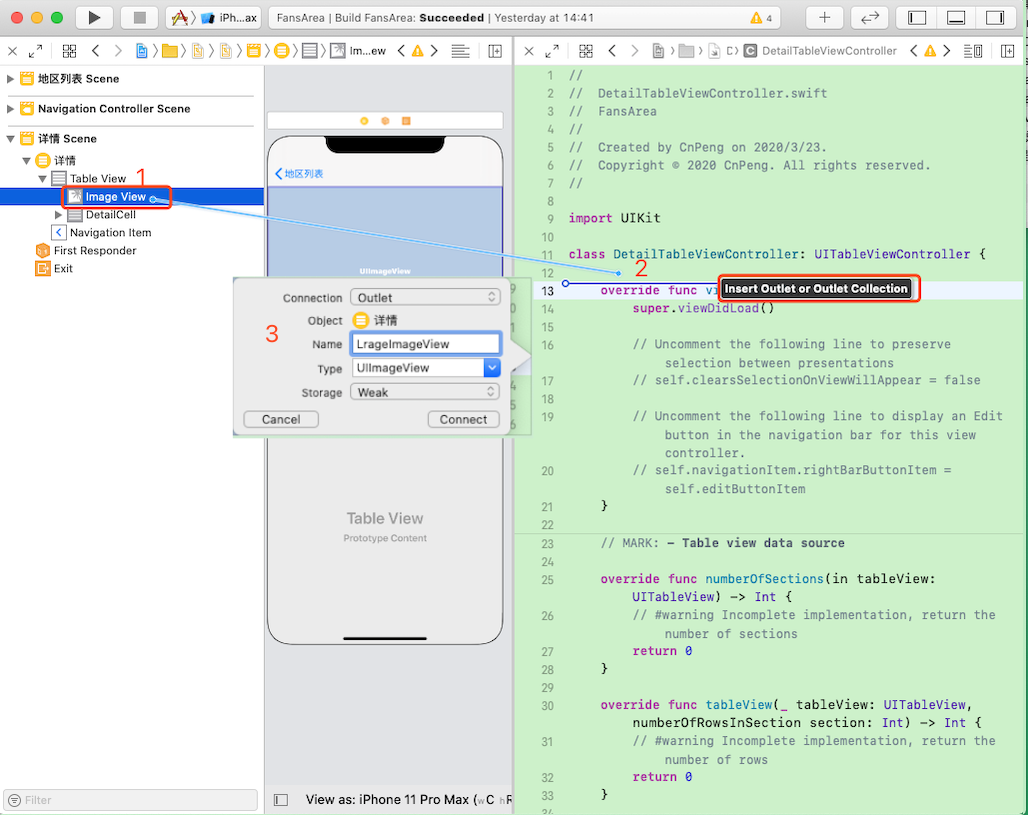 iPh...ax
FansArea | Build FansArea: Succeeded | Yesterday at 14:41
4
Im...ew
DetailTableViewController
地区列表 Scene
Navigation Controller Scene
详情 Scene
详情
Table View
1
Image View
DetailCell
Navigation Item
First Responder
Exit
Filter
地区列表
UIImageView
Connection
Outlet
Object
详情
3
Name
LrageImageView
Type
UIImageView
Storage
Weak
Cancel
Connect
Table View
Prototype Content
View as: iPhone 11 Pro Max (wC hR
1 //
2 //  DetailTableViewController.swift
3 //  FansArea
4 //
5 //  Created by CnPeng on 2020/3/23.
6 //  Copyright © 2020 CnPeng. All rights reserved.
7 //
8
9 import UIKit
10
11 class DetailTableViewController: UITableViewController {
12
2
13 override func vi
Insert Outlet or Outlet Collection
14 super.viewDidLoad()
15
16 // Uncomment the following line to preserve
selection between presentations
17 // self.clearsSelectionOnViewWillAppear = false
18
19 // Uncomment the following line to display an Edit
button in the navigation bar for this view
controller.
20 // self.navigationItem.rightBarButtonItem =
self.editButtonItem
21 }
22
23 // MARK: - Table view data source
24
25 override func numberOfSections(in tableView:
UITableView) -> Int {
26 // #warning Incomplete implementation, return the
number of sections
27 return 0
28 }
29
30 override func tableView(_ tableView: UITableView,
numberOfRowsInSection section: Int) -> Int {
31 // #warning Incomplete implementation, return the
number of rows
32 return 0
33 }
34